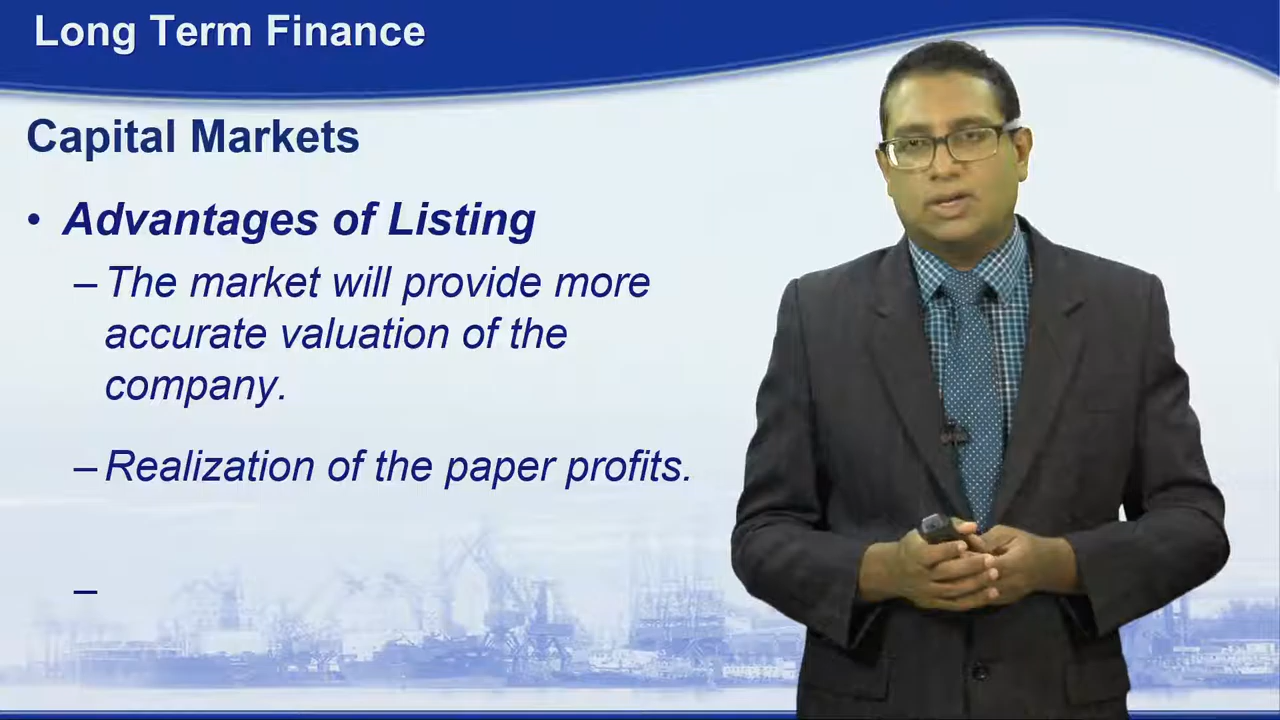 Long Term Finance
Capital Markets
• Advantages of Listing
– The market will provide more
accurate valuation of the
company.
– Realization of the paper profits.
–